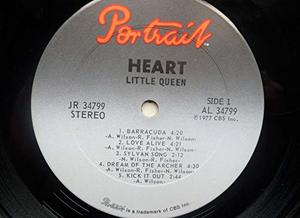 Portrait™
HEART
LITTLE QUEEN
JR 34799
STEREO
SIDE 1
AL 34799
℗1977 CBS Inc.
1. BARRACUDA 4:20
-A. Wilson-R. Fisher-N. Wilson-
2. LOVE ALIVE 4:21
-A. Wilson-N. Wilson-R. Fisher-
3. SYLVAN SONG 2:12
-N. Wilson-R. Fisher-
4. DREAM OF THE ARCHER 4:30
-A. Wilson-R. Fisher-N. Wilson-
5. KICK IT OUT 2:44
-A. Wilson-
Portrait is a trademark of CBS Inc.